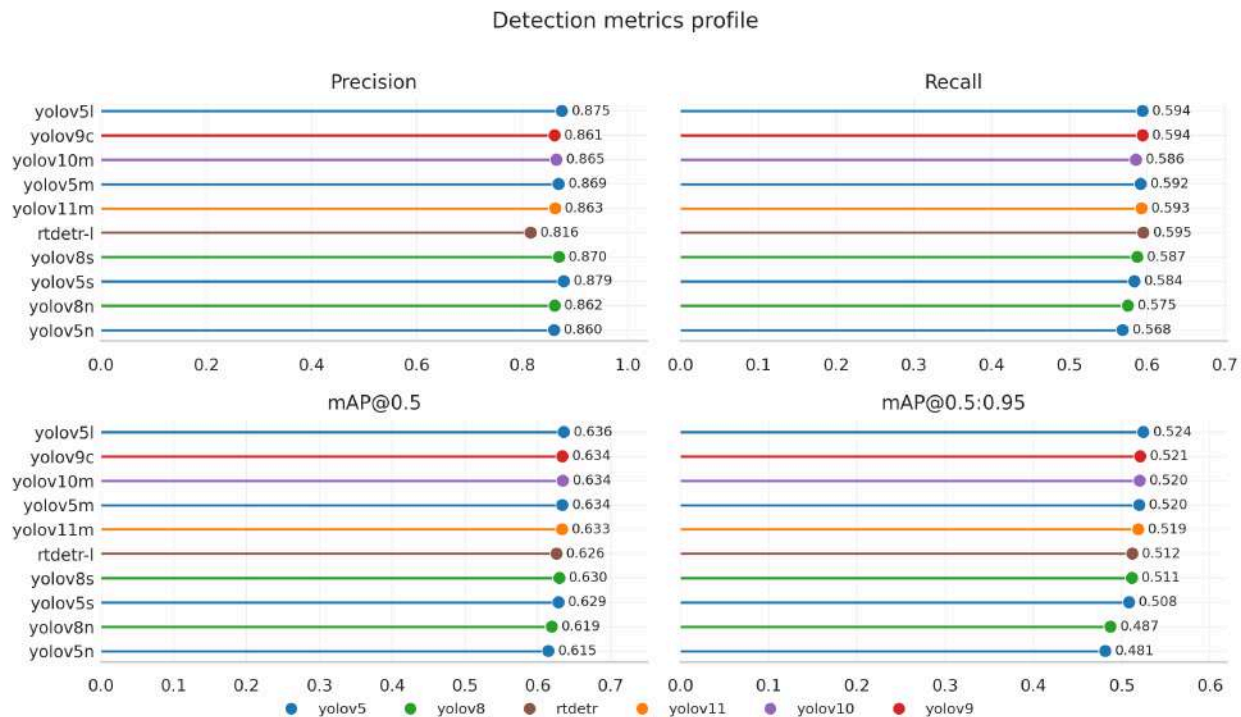 Detection metrics profile
Precision
yolov5l 0.875
yolov9c 0.861
yolov10m 0.865
yolov5m 0.869
yolov11m 0.863
rtdetr-l 0.816
yolov8s 0.870
yolov5s 0.879
yolov8n 0.862
yolov5n 0.860
0.0 0.2 0.4 0.6 0.8 1.0
Recall
0.594
0.594
0.586
0.592
0.593
0.595
0.587
0.584
0.575
0.568
0.0 0.1 0.2 0.3 0.4 0.5 0.6 0.7
mAP@0.5
yolov5l 0.636
yolov9c 0.634
yolov10m 0.634
yolov5m 0.634
yolov11m 0.633
rtdetr-l 0.626
yolov8s 0.630
yolov5s 0.629
yolov8n 0.619
yolov5n 0.615
0.0 0.1 0.2 0.3 0.4 0.5 0.6 0.7
mAP@0.5:0.95
0.524
0.521
0.520
0.520
0.519
0.512
0.511
0.508
0.487
0.481
0.0 0.1 0.2 0.3 0.4 0.5 0.6
yolov5 yolov8 rtdetr yolov11 yolov10 yolov9